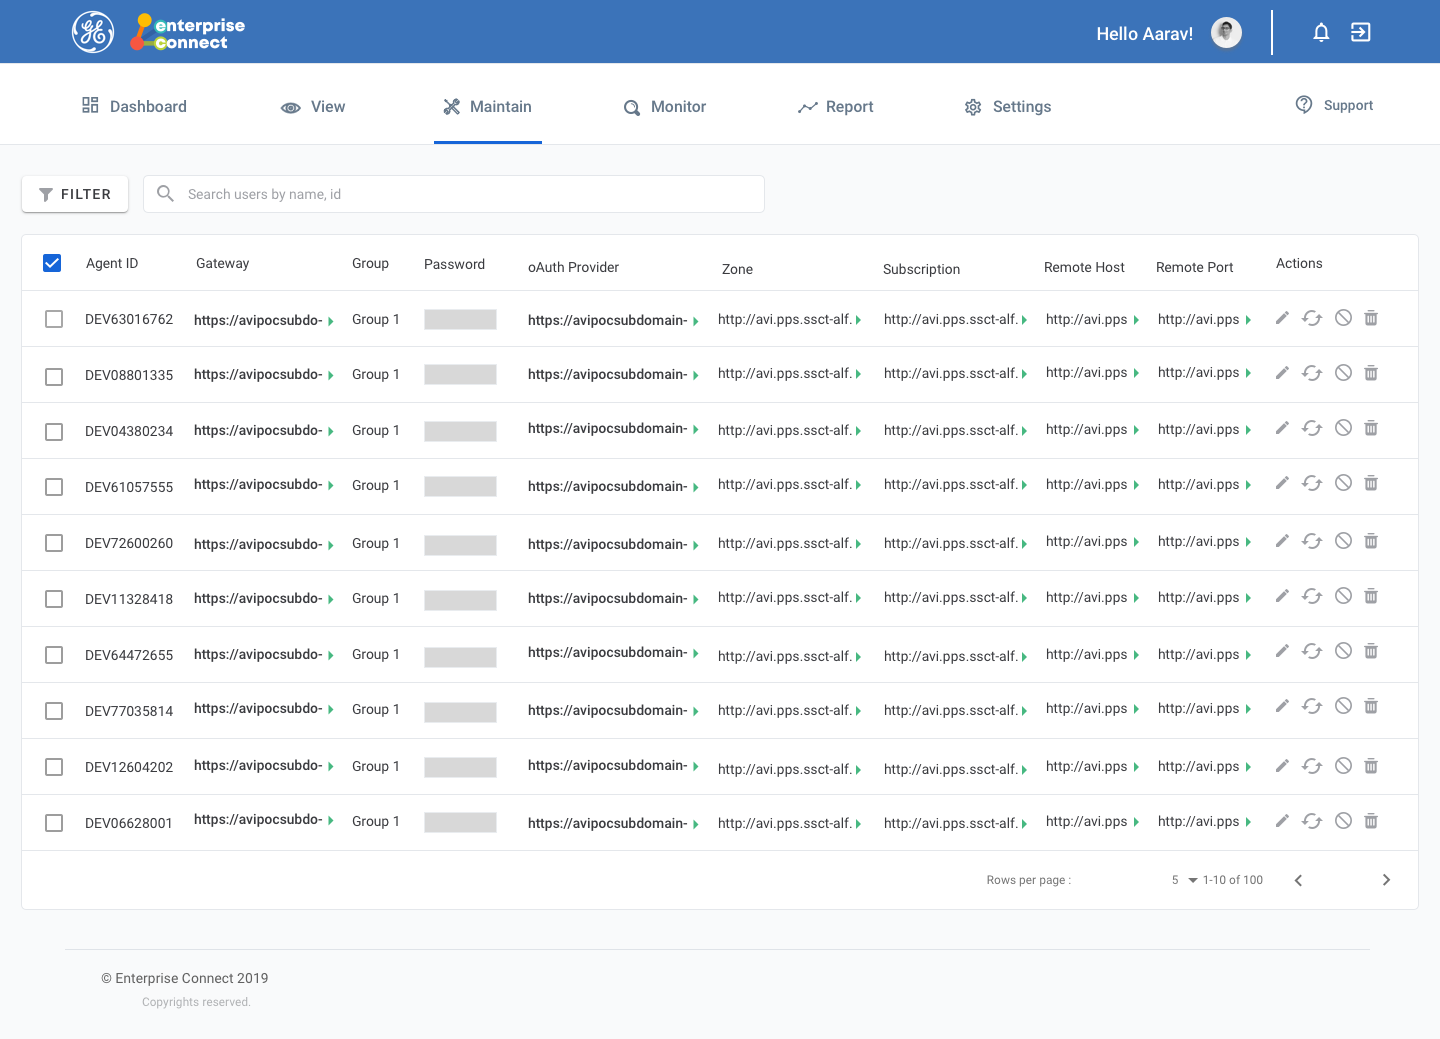 enterprise
connect
Hello Aarav!
Dashboard View Maintain Monitor Report Settings Support
FILTER Search users by name, id
Agent ID Gateway Group Password oAuth Provider Zone Subscription Remote Host Remote Port Actions
DEV63016762 https://avipocsubdo- Group 1 https://avipocsubdomain- http://avi.pps.ssct-alf. http://avi.pps.ssct-alf. http://avi.pps http://avi.pps
DEV08801335 https://avipocsubdo- Group 1 https://avipocsubdomain- http://avi.pps.ssct-alf. http://avi.pps.ssct-alf. http://avi.pps http://avi.pps
DEV04380234 https://avipocsubdo- Group 1 https://avipocsubdomain- http://avi.pps.ssct-alf. http://avi.pps.ssct-alf. http://avi.pps http://avi.pps
DEV61057555 https://avipocsubdo- Group 1 https://avipocsubdomain- http://avi.pps.ssct-alf. http://avi.pps.ssct-alf. http://avi.pps http://avi.pps
DEV72600260 https://avipocsubdo- Group 1 https://avipocsubdomain- http://avi.pps.ssct-alf. http://avi.pps.ssct-alf. http://avi.pps http://avi.pps
DEV11328418 https://avipocsubdo- Group 1 https://avipocsubdomain- http://avi.pps.ssct-alf. http://avi.pps.ssct-alf. http://avi.pps http://avi.pps
DEV64472655 https://avipocsubdo- Group 1 https://avipocsubdomain- http://avi.pps.ssct-alf. http://avi.pps.ssct-alf. http://avi.pps http://avi.pps
DEV77035814 https://avipocsubdo- Group 1 https://avipocsubdomain- http://avi.pps.ssct-alf. http://avi.pps.ssct-alf. http://avi.pps http://avi.pps
DEV12604202 https://avipocsubdo- Group 1 https://avipocsubdomain- http://avi.pps.ssct-alf. http://avi.pps.ssct-alf. http://avi.pps http://avi.pps
DEV06628001 https://avipocsubdo- Group 1 https://avipocsubdomain- http://avi.pps.ssct-alf. http://avi.pps.ssct-alf. http://avi.pps http://avi.pps
Rows per page : 5 1-10 of 100
© Enterprise Connect 2019
Copyrights reserved.